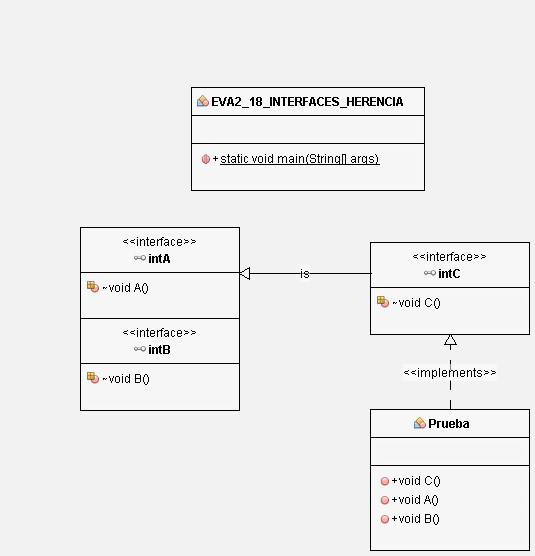 EVA2_18_INTERFACES_HERENCIA
+ static void main(String[] args)
<<interface>>
intA
~void A()
<<interface>>
intB
~void B()
is
<<interface>>
intC
~void C()
<<implements>>
Prueba
+void C()
+void A()
+void B()